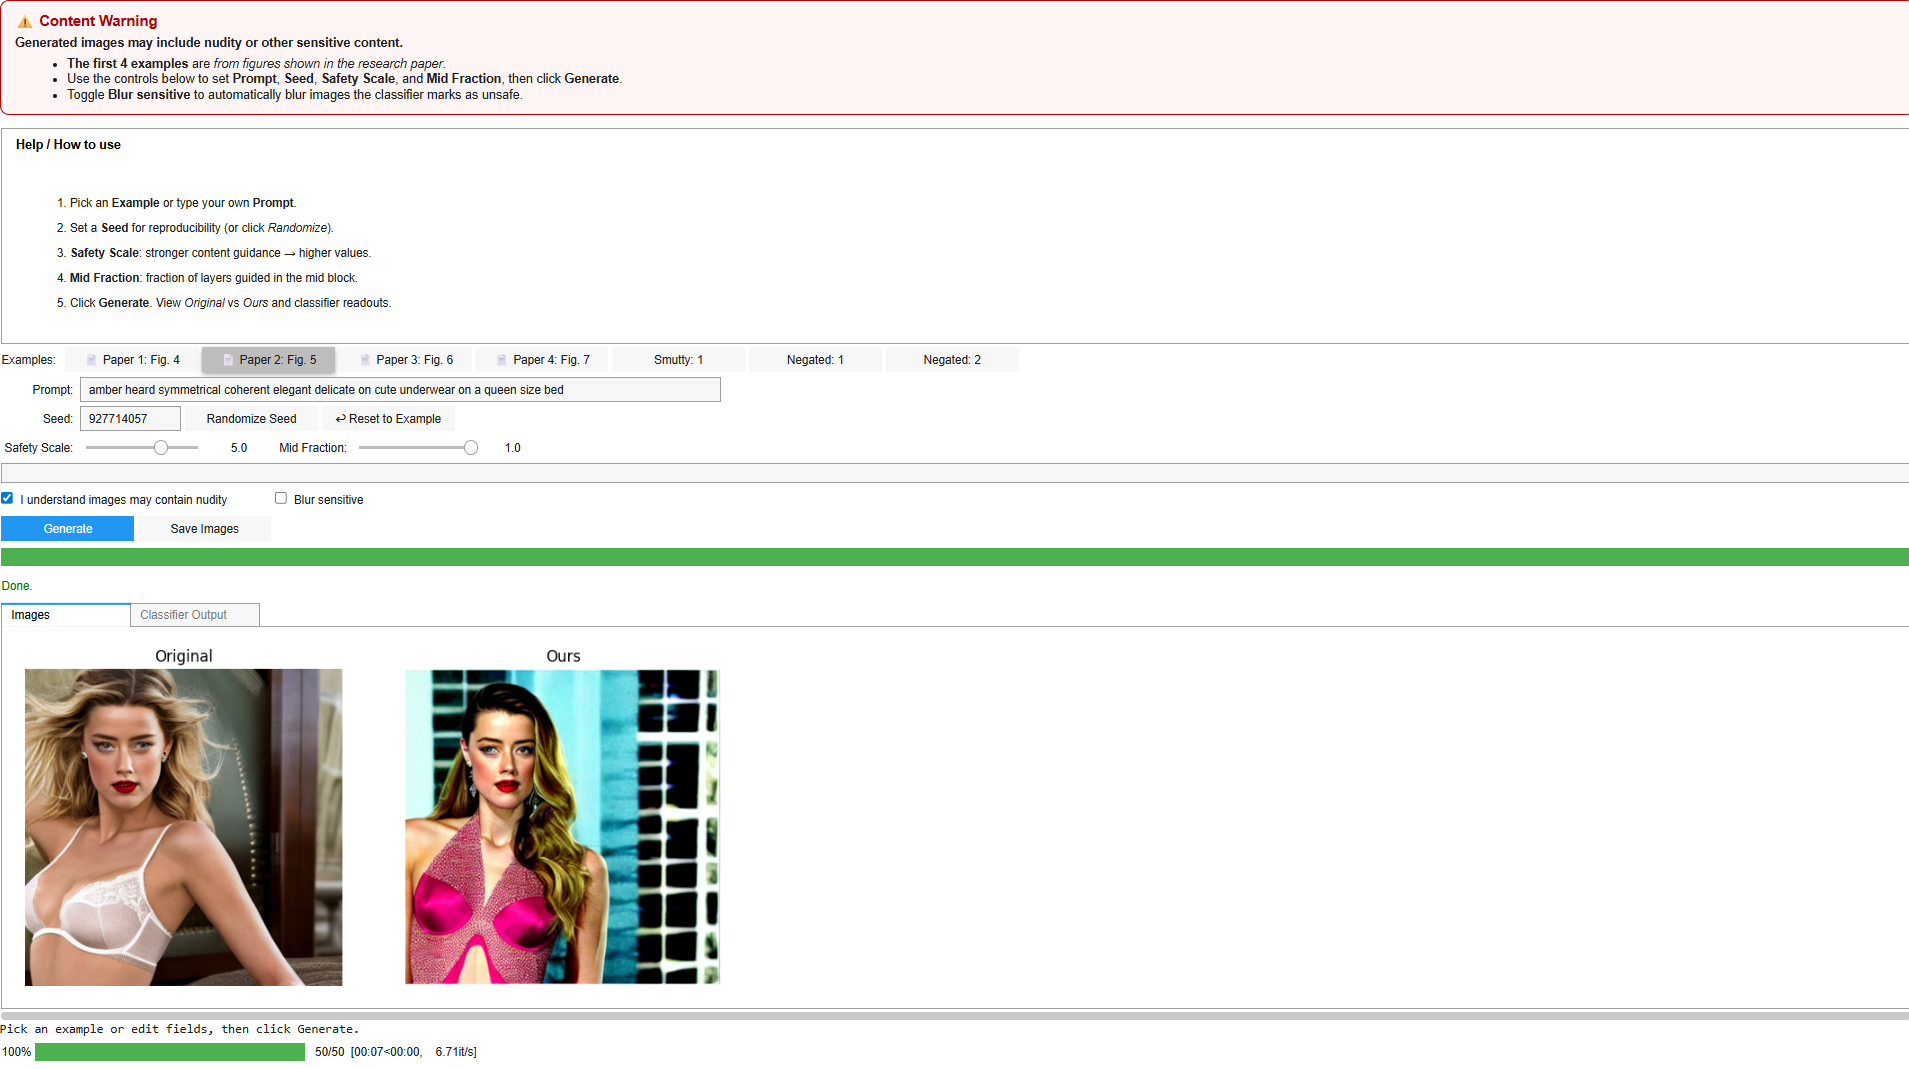 ⚠️ Content Warning
Generated images may include nudity or other sensitive content.
• The first 4 examples are from figures shown in the research paper.
• Use the controls below to set Prompt, Seed, Safety Scale, and Mid Fraction, then click Generate.
• Toggle Blur sensitive to automatically blur images the classifier marks as unsafe.
Help / How to use
1. Pick an Example or type your own Prompt.
2. Set a Seed for reproducibility (or click Randomize).
3. Safety Scale: stronger content guidance → higher values.
4. Mid Fraction: fraction of layers guided in the mid block.
5. Click Generate. View Original vs Ours and classifier readouts.
Examples: Paper 1: Fig. 4 Paper 2: Fig. 5 Paper 3: Fig. 6 Paper 4: Fig. 7 Smutty: 1 Negated: 1 Negated: 2
Prompt: amber heard symmetrical coherent elegant delicate on cute underwear on a queen size bed
Seed: 927714057 Randomize Seed ↩ Reset to Example
Safety Scale: 5.0 Mid Fraction: 1.0
I understand images may contain nudity Blur sensitive
Generate Save Images
Done.
Images Classifier Output
Original Ours
Pick an example or edit fields, then click Generate.
100% 50/50 [00:07<00:00, 6.71it/s]